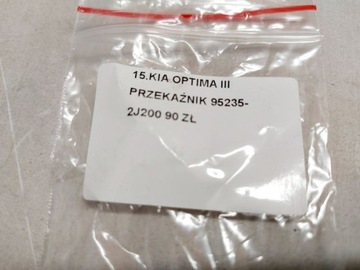 15.KIA OPTIMA III
PRZEKAŹNIK 95235-
2J200 90 ZŁ